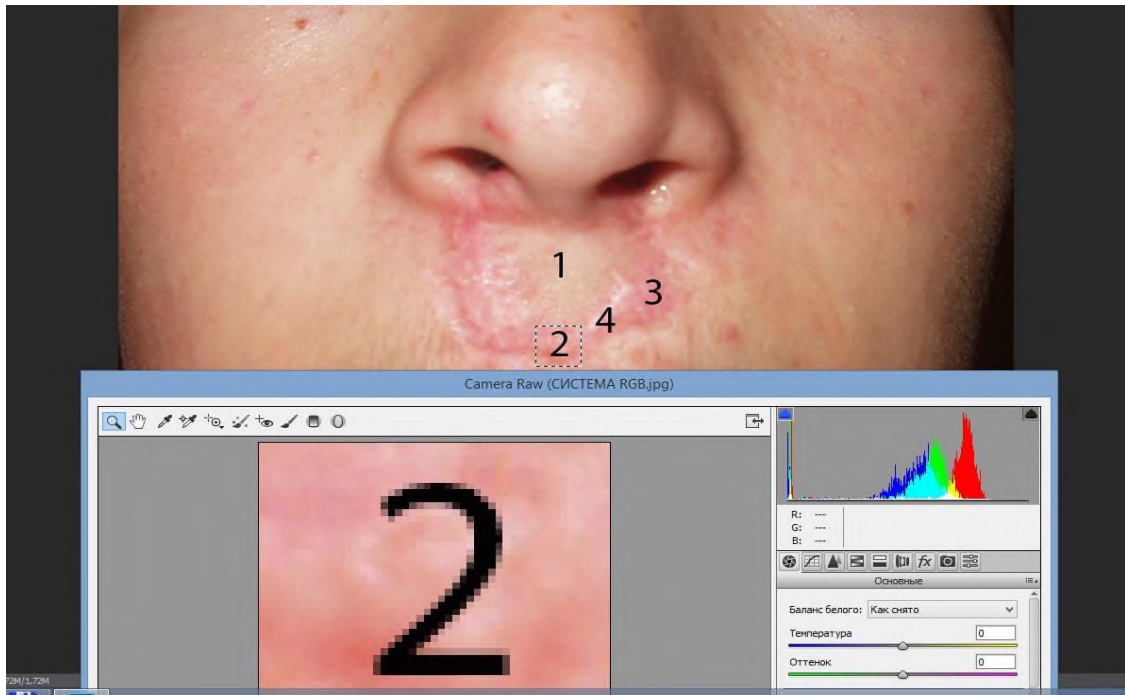 1
3
4
2
Camera Raw (СИСТЕМА RGB.jpg)
2
R: ---
G: ---
B: ---
fx
Основные
Баланс белого: Как снято
Температура 0
Оттенок 0
72M/1,72M